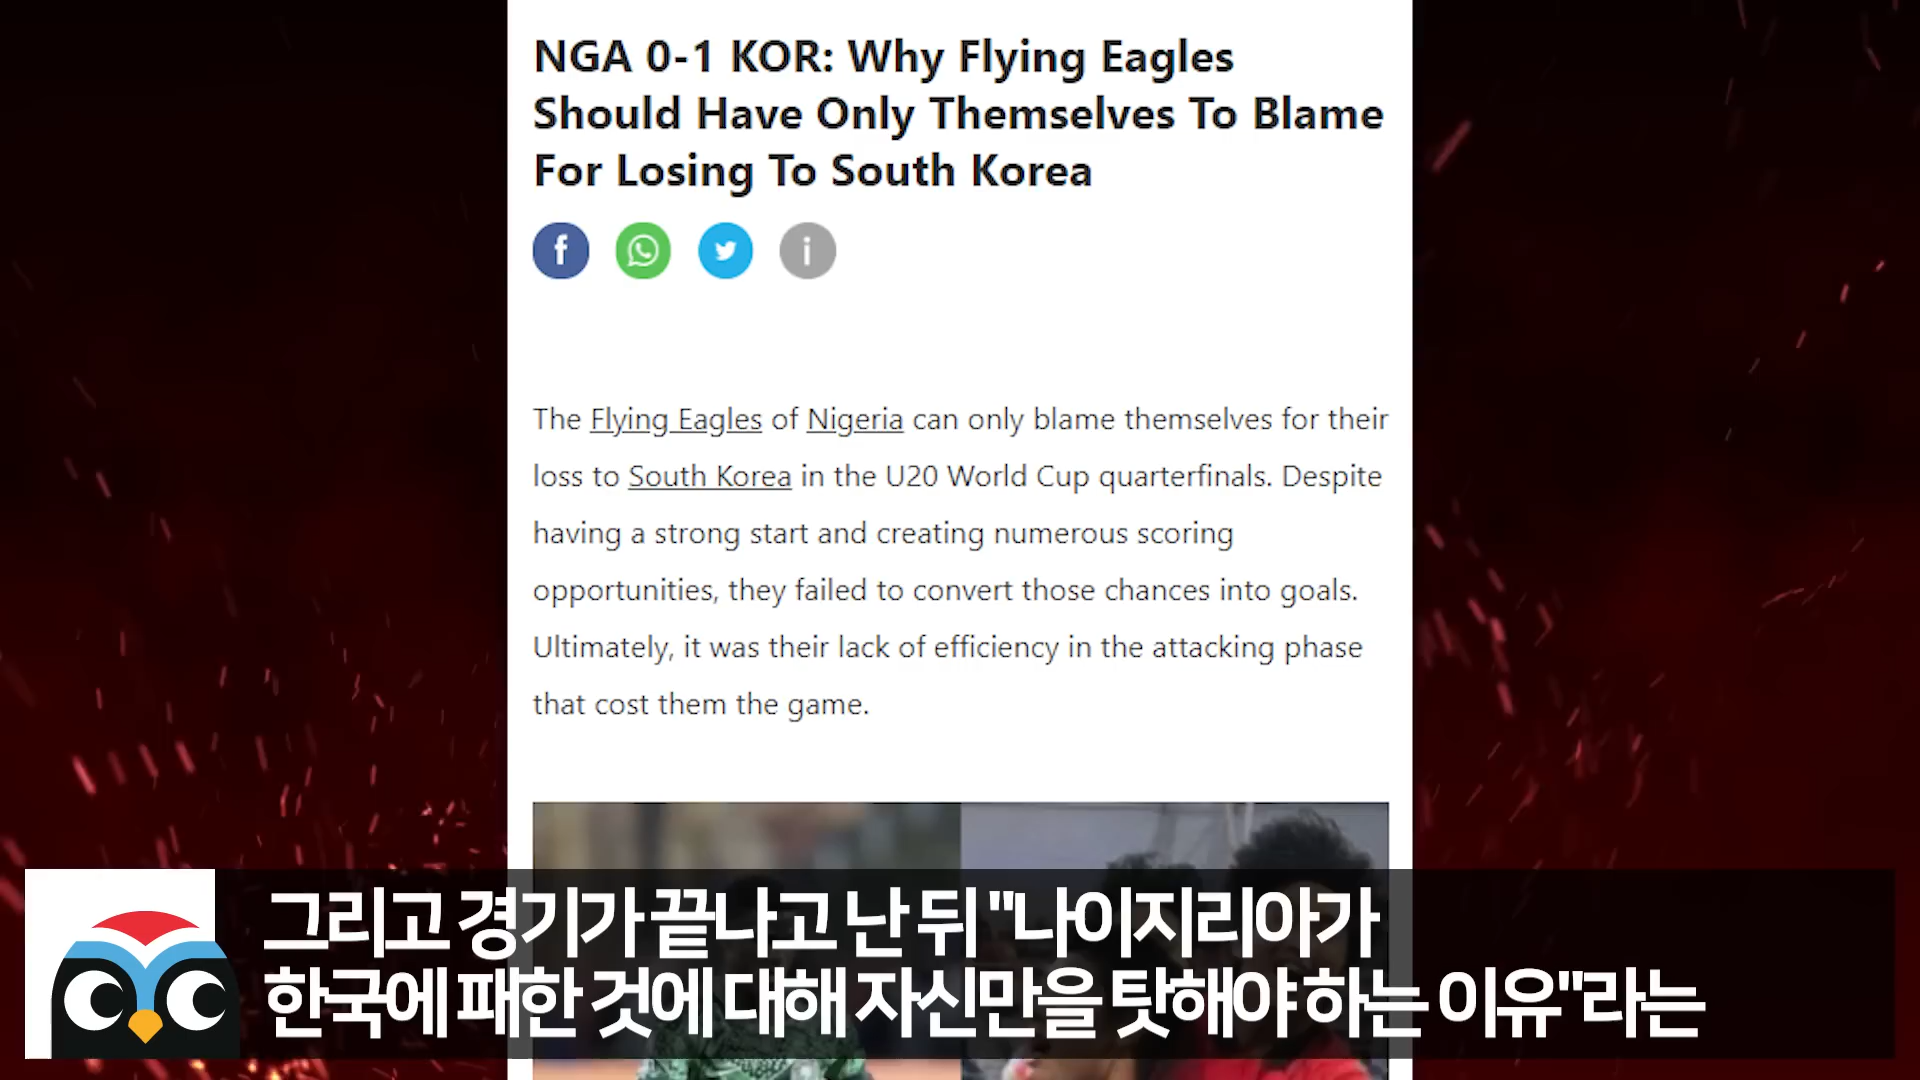 NGA 0-1 KOR: Why Flying Eagles
Should Have Only Themselves To Blame
For Losing To South Korea
The Flying Eagles of Nigeria can only blame themselves for their
loss to South Korea in the U20 World Cup quarterfinals. Despite
having a strong start and creating numerous scoring
opportunities, they failed to convert those chances into goals.
Ultimately, it was their lack of efficiency in the attacking phase
that cost them the game.
그리고 경기가 끝나고 난 뒤 "나이지리아가
한국에 패한 것에 대해 자신만을 탓해야 하는 이유"라는